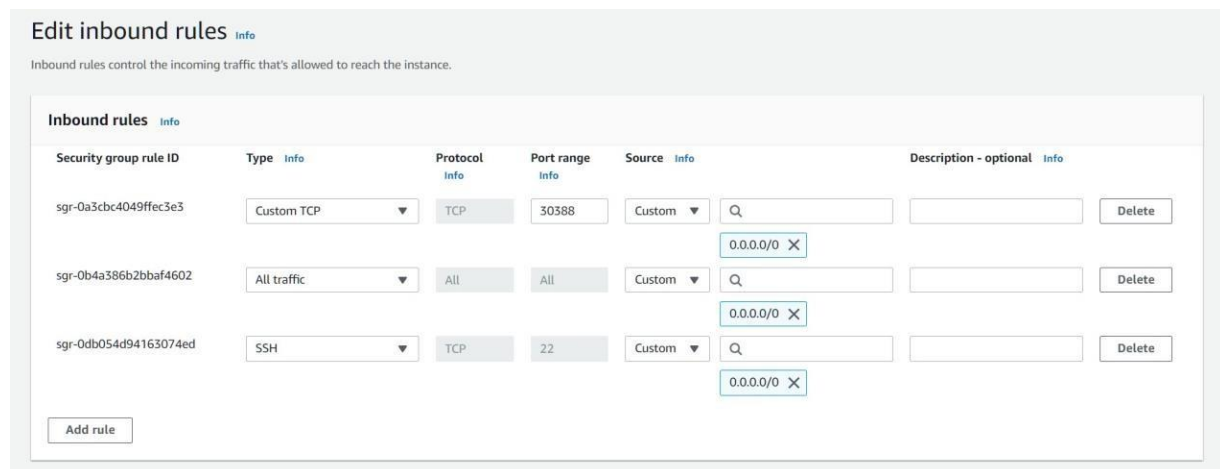 Edit inbound rules Info
Inbound rules control the incoming traffic that's allowed to reach the instance.
Inbound rules Info
Security group rule ID Type Info Protocol Info Port range Info Source Info Description - optional Info
sgr-0a3cbc4049ffec3e3 Custom TCP TCP 30388 Custom Delete
0.0.0.0/0
sgr-0b4a386b2bbaf4602 All traffic All All Custom Delete
0.0.0.0/0
sgr-0db054d94163074ed SSH TCP 22 Custom Delete
0.0.0.0/0
Add rule